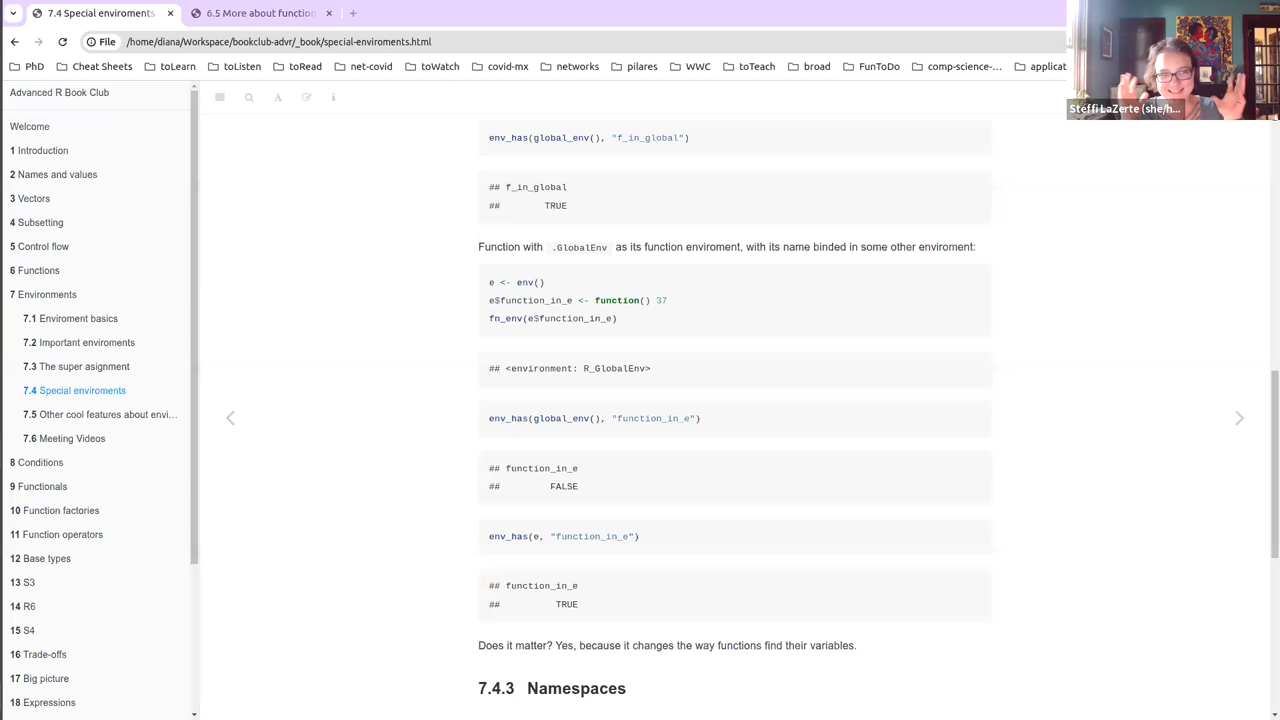 7.4 Special enviroments
6.5 More about function
File
/home/diana/Workspace/bookclub-advr/_book/special-enviroments.html
PhD
Cheat Sheets
toLearn
toListen
toRead
net-covid
toWatch
covid-mx
networks
pilares
WWC
toTeach
broad
FunToDo
comp-science-...
applicat
Steffi LaZerte (she/h...
Advanced R Book Club
Welcome
1 Introduction
2 Names and values
3 Vectors
4 Subsetting
5 Control flow
6 Functions
7 Environments
7.1 Enviroment basics
7.2 Important enviroments
7.3 The super asignment
7.4 Special enviroments
7.5 Other cool features about envi...
7.6 Meeting Videos
8 Conditions
9 Functionals
10 Function factories
11 Function operators
12 Base types
13 S3
14 R6
15 S4
16 Trade-offs
17 Big picture
18 Expressions
env_has(global_env(), "f_in_global")
## f_in_global
##        TRUE
Function with .GlobalEnv as its function enviroment, with its name binded in some other enviroment:
e <- env()
e$function_in_e <- function() 37
fn_env(e$function_in_e)
## <environment: R_GlobalEnv>
env_has(global_env(), "function_in_e")
## function_in_e
##         FALSE
env_has(e, "function_in_e")
## function_in_e
##          TRUE
Does it matter? Yes, because it changes the way functions find their variables.
7.4.3 Namespaces